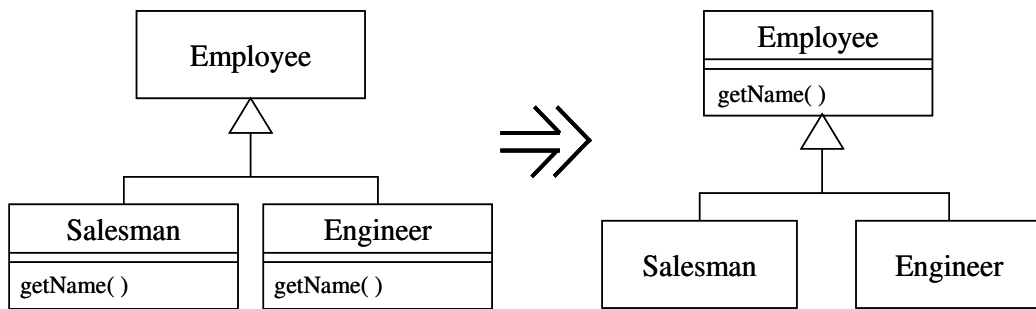 Employee
Salesman
getName( )
Engineer
getName( )
Employee
getName( )
Salesman
Engineer